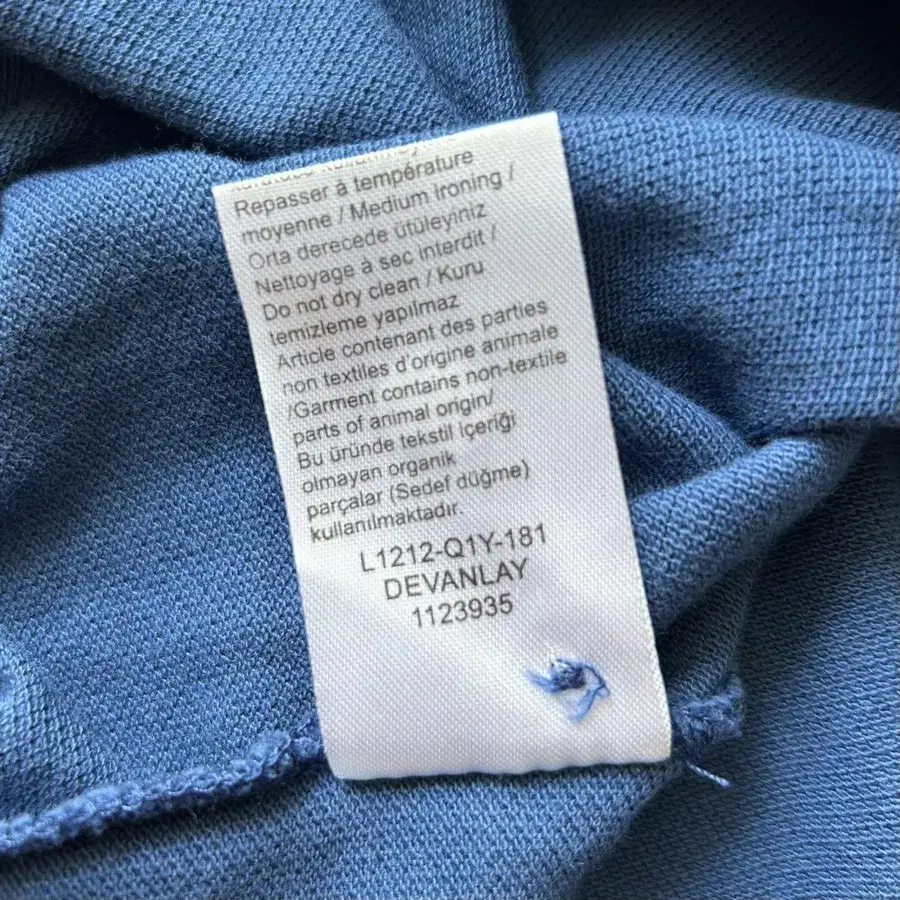 Repasser à température
moyenne / Medium ironing /
Orta derecede ütüleyiniz
Nettoyage à sec interdit /
Do not dry clean / Kuru
temizleme yapılmaz
Article contenant des parties
non textiles d'origine animale
/Garment contains non-textile
parts of animal origin/
Bu üründe tekstil içeriği
olmayan organik
parçalar (Sedef düğme)
kullanılmaktadır.
L1212-Q1Y-181
DEVANLAY
1123935